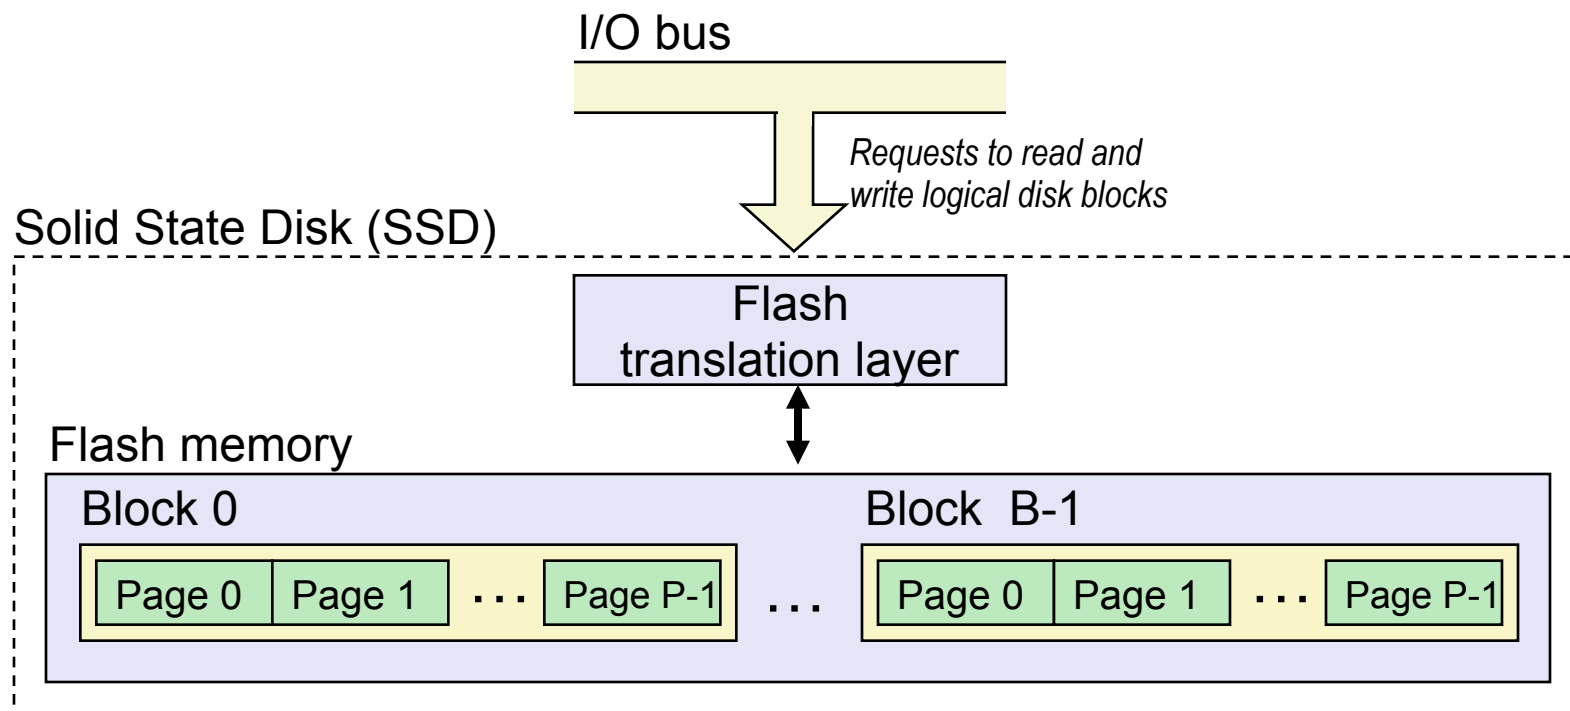 I/O bus
Requests to read and
write logical disk blocks
Solid State Disk (SSD)
Flash
translation layer
Flash memory
Block 0
Block B-1
Page 0 Page 1 ... Page P-1 ... Page 0 Page 1 ... Page P-1